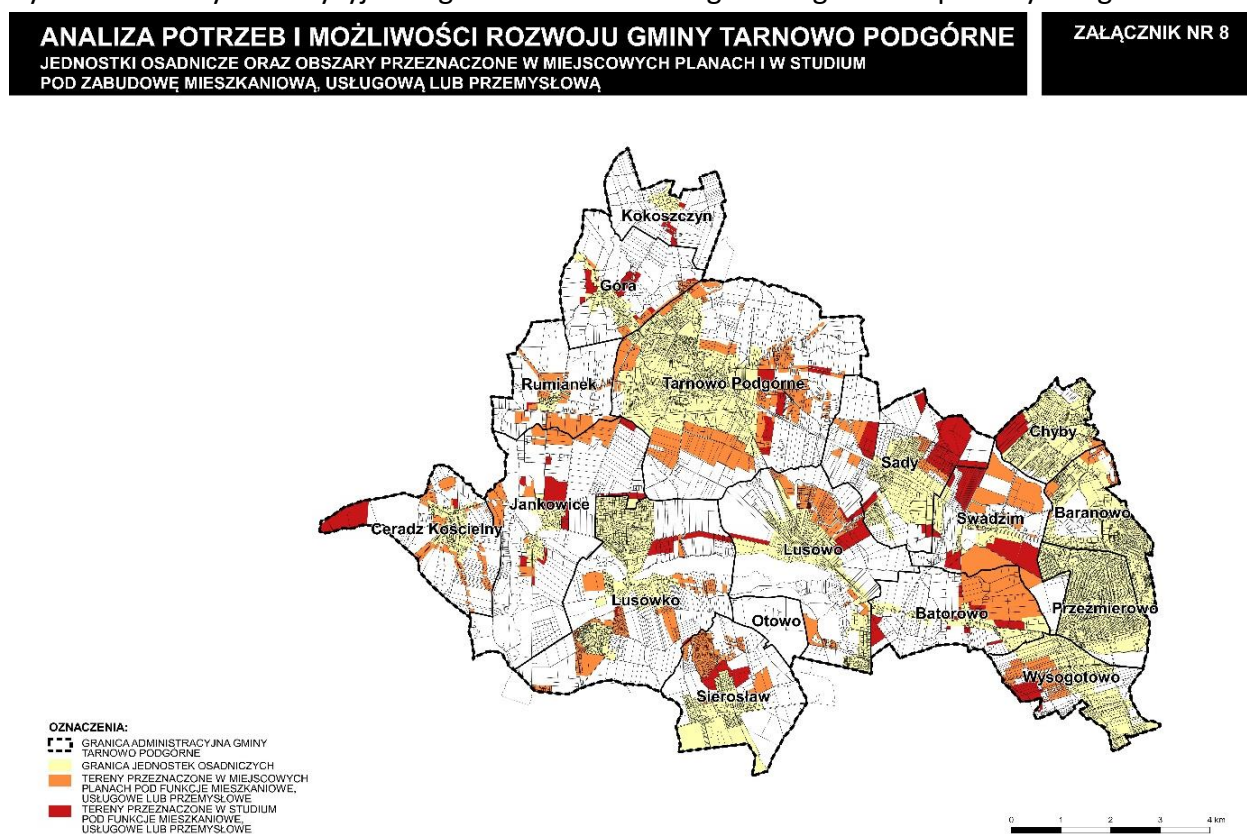 ANALIZA POTRZEB I MOŻLIWOŚCI ROZWOJU GMINY TARNOWO PODGÓRNE
JEDNOSTKI OSADNICZE ORAZ OBSZARY PRZEZNACZONE W MIEJSCOWYCH PLANACH I W STUDIUM
POD ZABUDOWĘ MIESZKANIOWĄ, USŁUGOWĄ LUB PRZEMYSŁOWĄ
ZAŁĄCZNIK NR 8
Kokoszczyn
Góra
Rumianek
Tarnowo Podgórne
Chyby
Sady
Jankowice
Ceradz Kościelny
Swadzim
Baranowo
Lusowo
Lusówko
Otowo
Batorowo
Przeźmierowo
Wysogotowo
Sierosław
OZNACZENIA:
GRANICA ADMINISTRACYJNA GMINY
TARNOWO PODGÓRNE
GRANICA JEDNOSTEK OSADNICZYCH
TERENY PRZEZNACZONE W MIEJSCOWYCH
PLANACH POD FUNKCJE MIESZKANIOWE,
USŁUGOWE LUB PRZEMYSŁOWE
TERENY PRZEZNACZONE W STUDIUM
POD FUNKCJE MIESZKANIOWE,
USŁUGOWE LUB PRZEMYSŁOWE
0 1 2 3 4 km